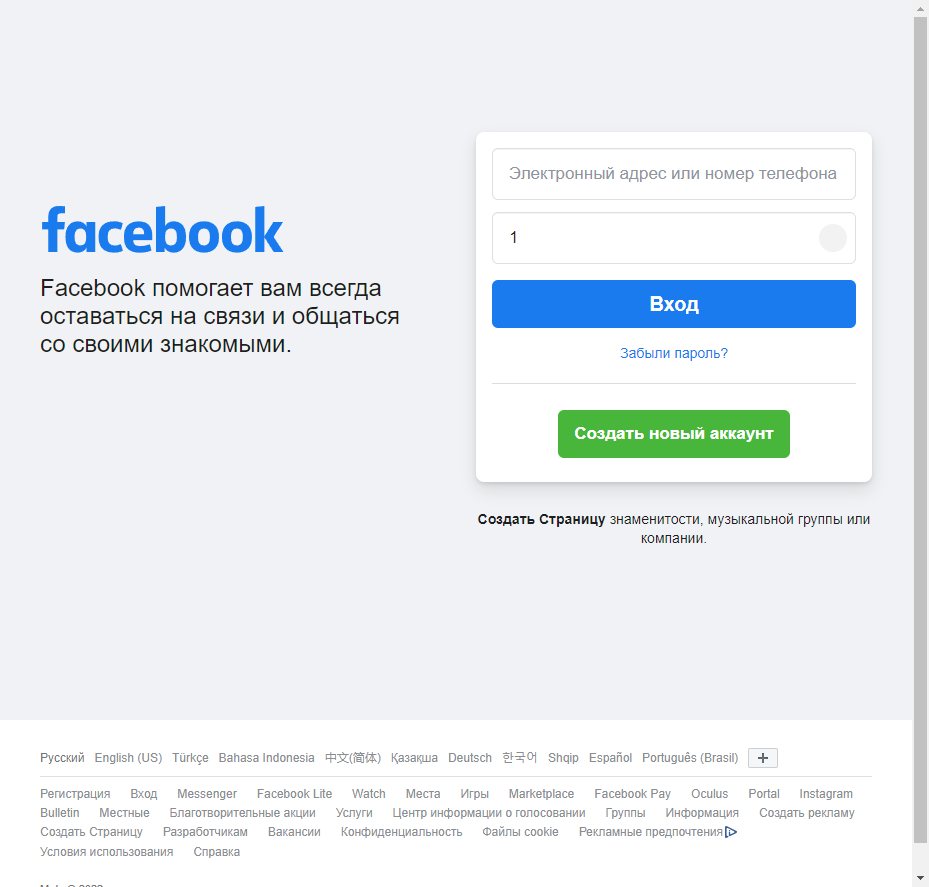 facebook
Facebook помогает вам всегда
оставаться на связи и общаться
со своими знакомыми.
Электронный адрес или номер телефона
1
Вход
Забыли пароль?
Создать новый аккаунт
Создать Страницу знаменитости, музыкальной группы или
компании.
Русский English (US) Türkçe Bahasa Indonesia 中文(简体) Қазақша Deutsch 한국어 Shqip Español Português (Brasil)
Регистрация Вход Messenger Facebook Lite Watch Места Игры Marketplace Facebook Pay Oculus Portal Instagram
Bulletin Местные Благотворительные акции Услуги Центр информации о голосовании Группы Информация Создать рекламу
Создать Страницу Разработчикам Вакансии Конфиденциальность Файлы cookie Рекламные предпочтения
Условия использования Справка